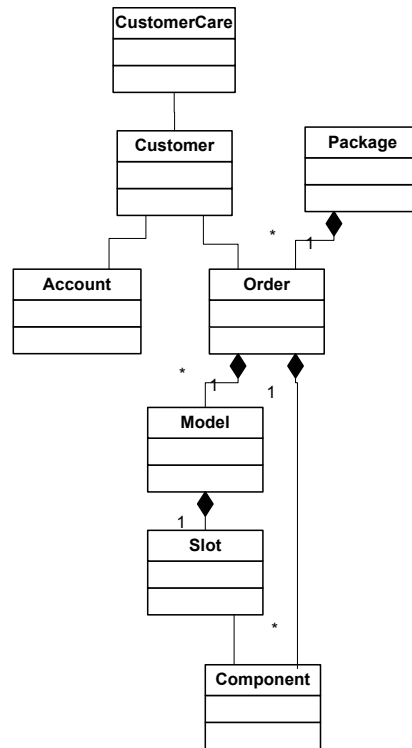 CustomerCare
Customer
Package
*
1
Account
Order
*
1
1
Model
1
Slot
*
Component